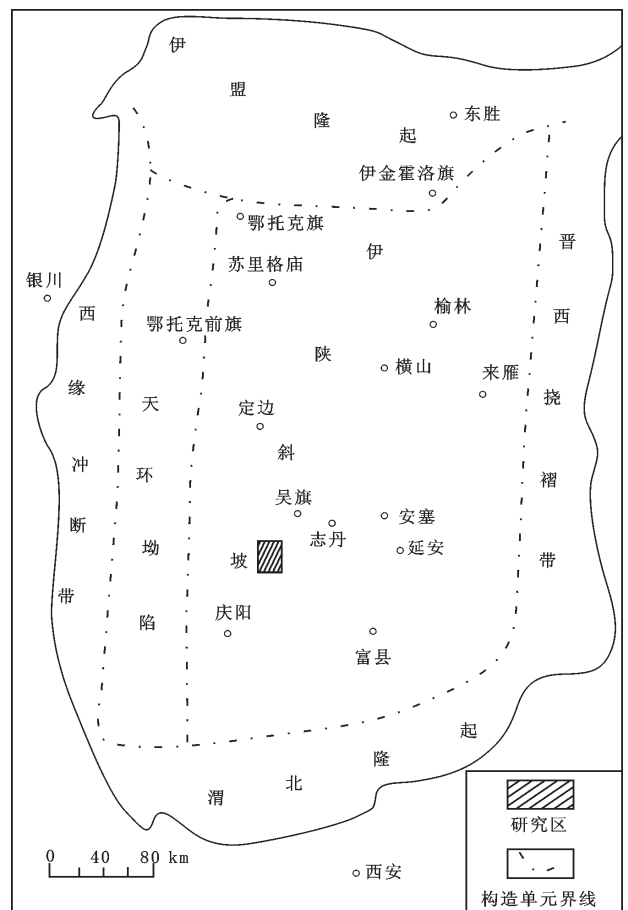 伊盟隆起
东胜
伊金霍洛旗
鄂托克旗
伊陕斜坡
苏里格庙
晋西挠褶带
银川
西缘冲断带
榆林
鄂托克前旗
横山
来雁
天环坳陷
定边
吴旗
志丹
安塞
延安
庆阳
富县
渭北隆起
0 40 80 km
西安
研究区
构造单元界线